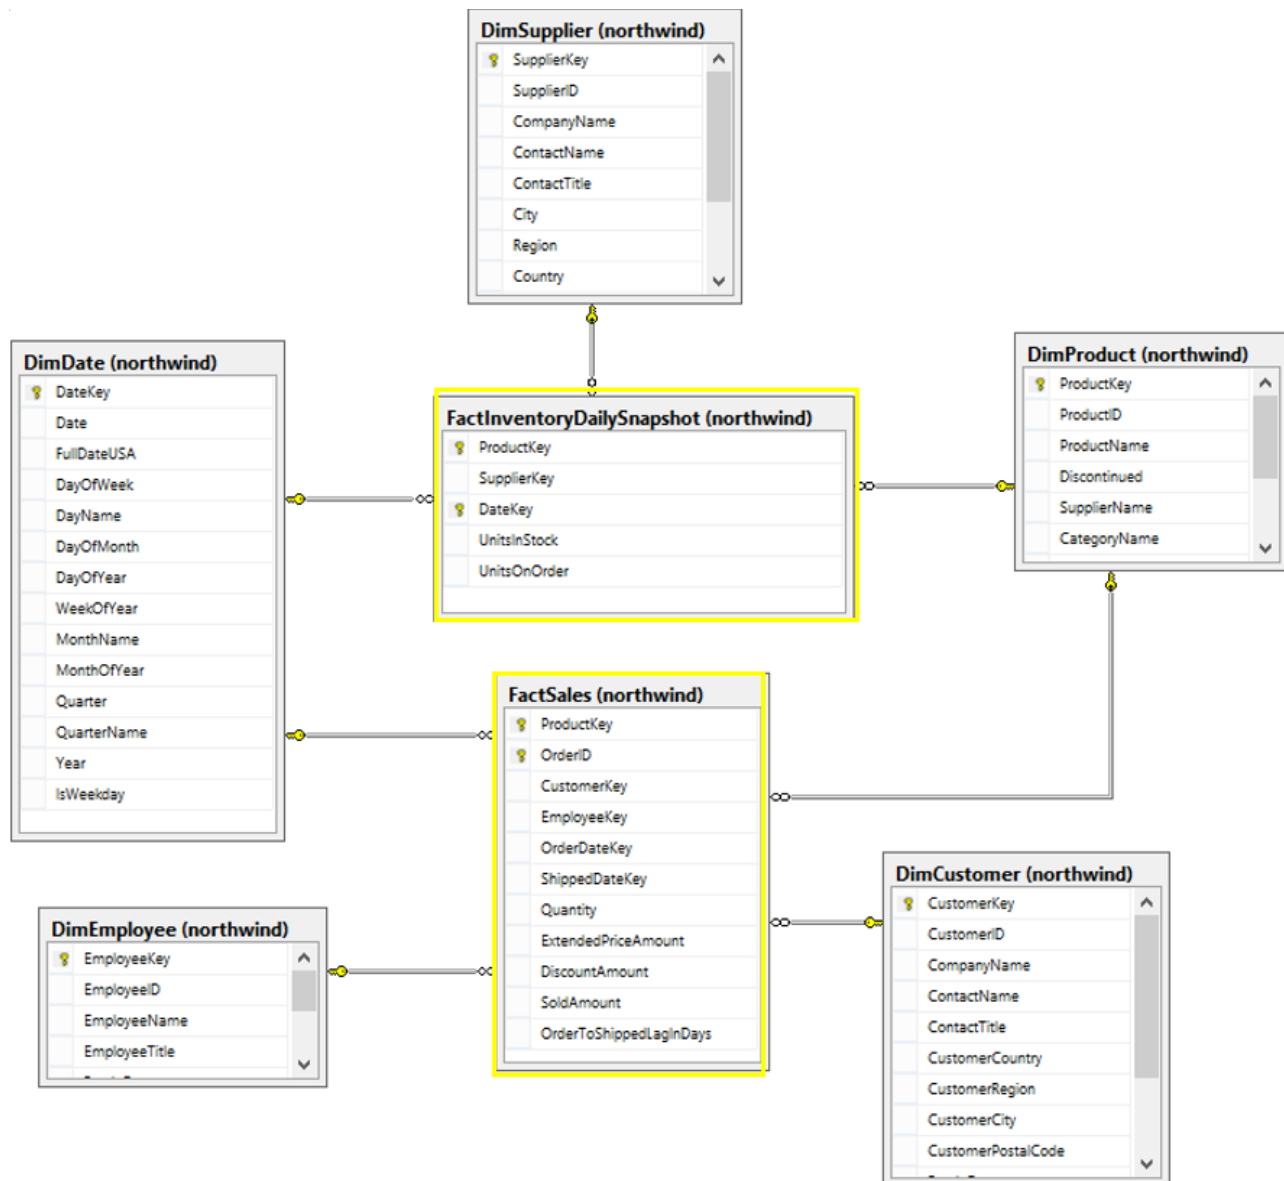 DimSupplier (northwind)
SupplierKey
SupplierID
CompanyName
ContactName
ContactTitle
City
Region
Country
DimDate (northwind)
DateKey
Date
FullDateUSA
DayOfWeek
DayName
DayOfMonth
DayOfYear
WeekOfYear
MonthName
MonthOfYear
Quarter
QuarterName
Year
IsWeekday
FactInventoryDailySnapshot (northwind)
ProductKey
SupplierKey
DateKey
UnitsInStock
UnitsOnOrder
DimProduct (northwind)
ProductKey
ProductID
ProductName
Discontinued
SupplierName
CategoryName
FactSales (northwind)
ProductKey
OrderID
CustomerKey
EmployeeKey
OrderDateKey
ShippedDateKey
Quantity
ExtendedPriceAmount
DiscountAmount
SoldAmount
OrderToShippedLagInDays
DimEmployee (northwind)
EmployeeKey
EmployeeID
EmployeeName
EmployeeTitle
DimCustomer (northwind)
CustomerKey
CustomerID
CompanyName
ContactName
ContactTitle
CustomerCountry
CustomerRegion
CustomerCity
CustomerPostalCode